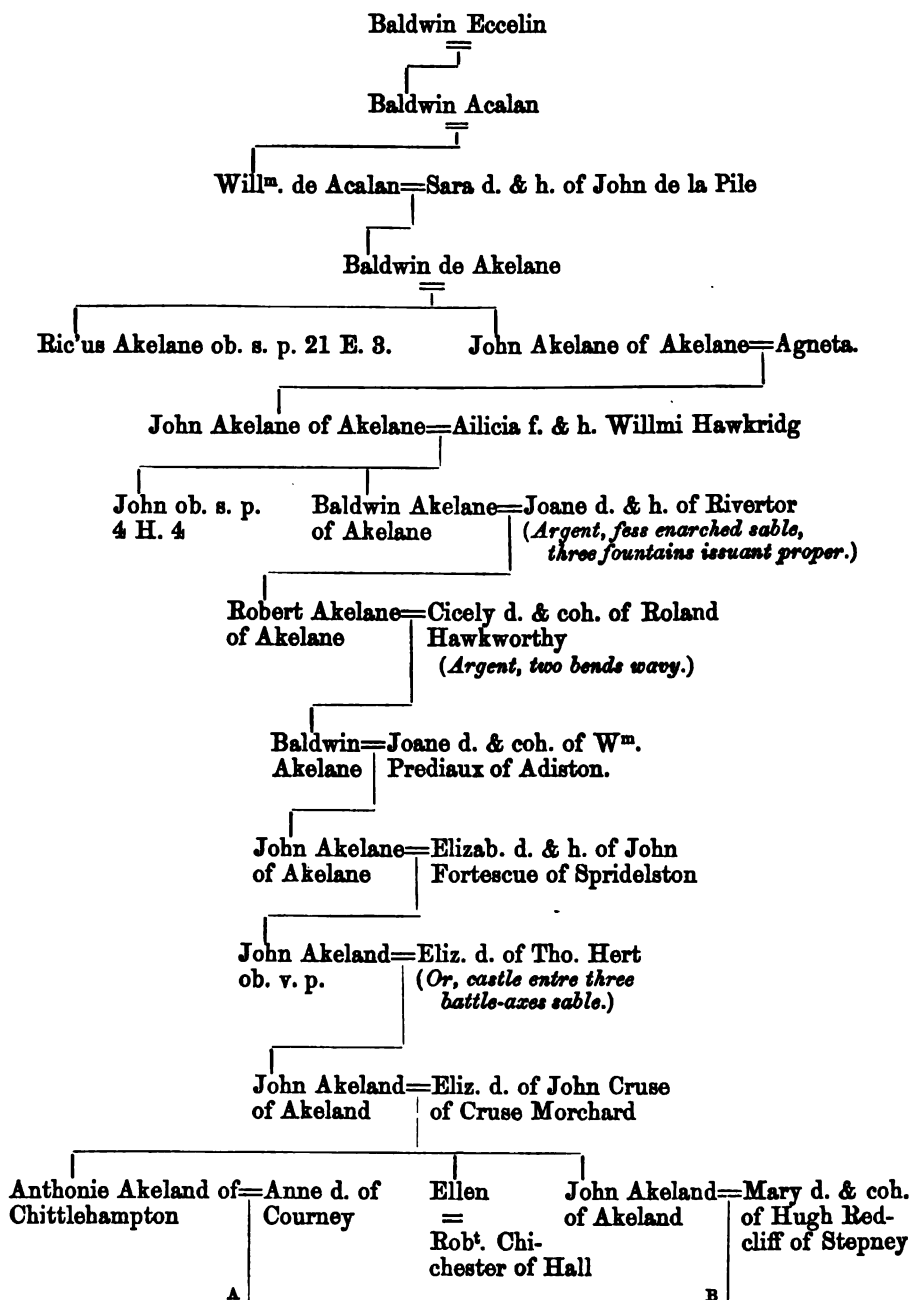 Baldwin Eccelin
Baldwin Acalan
Willᵐ. de Acalan=Sara d. & h. of John de la Pile
Baldwin de Akelane
Ric'us Akelane ob. s. p. 21 E. 3.
John Akelane of Akelane=Agneta.
John Akelane of Akelane=Ailicia f. & h. Willmi Hawkridg
John ob. s. p.
4 H. 4
Baldwin Akelane=Joane d. & h. of Rivertor
of Akelane
(Argent, fess enarched sable,
three fountains issuant proper.)
Robert Akelane=Cicely d. & coh. of Roland
of Akelane
Hawkworthy
(Argent, two bends wavy.)
Baldwin=Joane d. & coh. of Wᵐ.
Akelane
Prediaux of Adiston.
John Akelane=Elizab. d. & h. of John
of Akelane
Fortescue of Spridelston
John Akeland=Eliz. d. of Tho. Hert
ob. v. p.
(Or, castle entre three
battle-axes sable.)
John Akeland=Eliz. d. of John Cruse
of Akeland
of Cruse Morchard
Anthonie Akeland of=Anne d. of
Chittlehampton
Courney
Ellen
=
Robᵗ. Chi-
chester of Hall
John Akeland=Mary d. & coh.
of Akeland
of Hugh Red-
cliff of Stepney
A
B